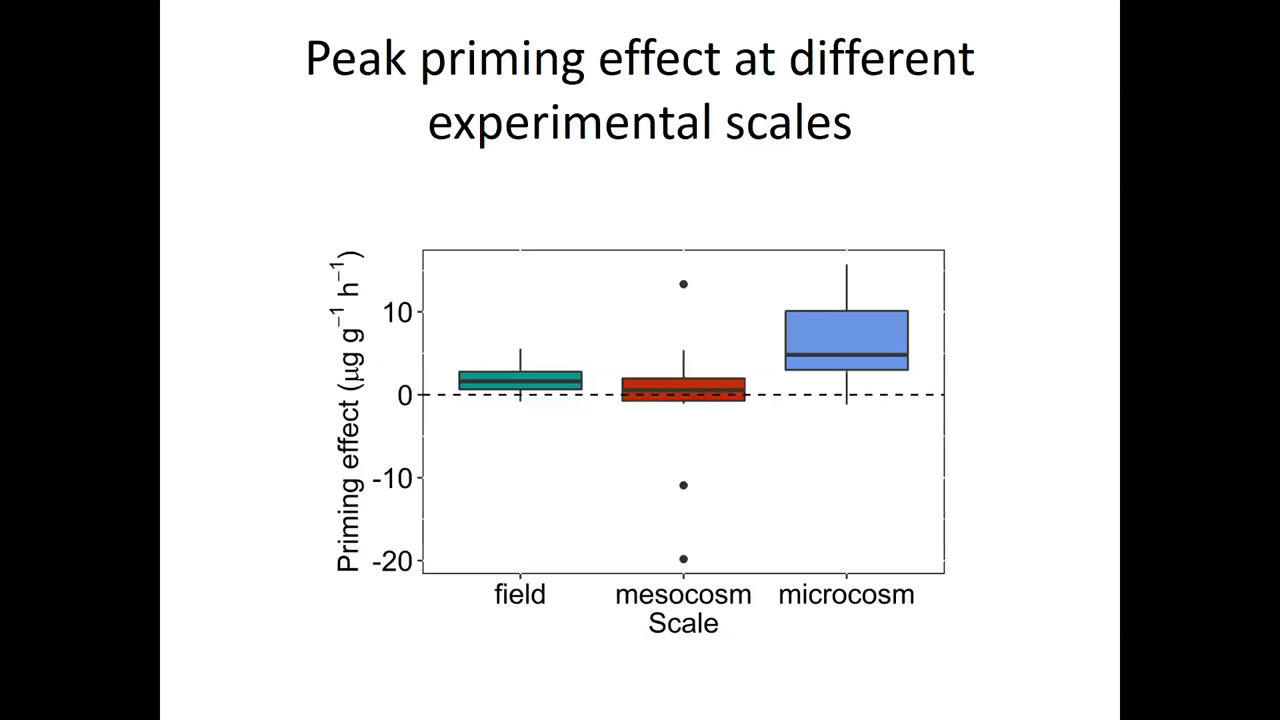 Peak priming effect at different
experimental scales
Priming effect (μg g⁻¹ h⁻¹)
10
0
-10
-20
field
mesocosm
microcosm
Scale